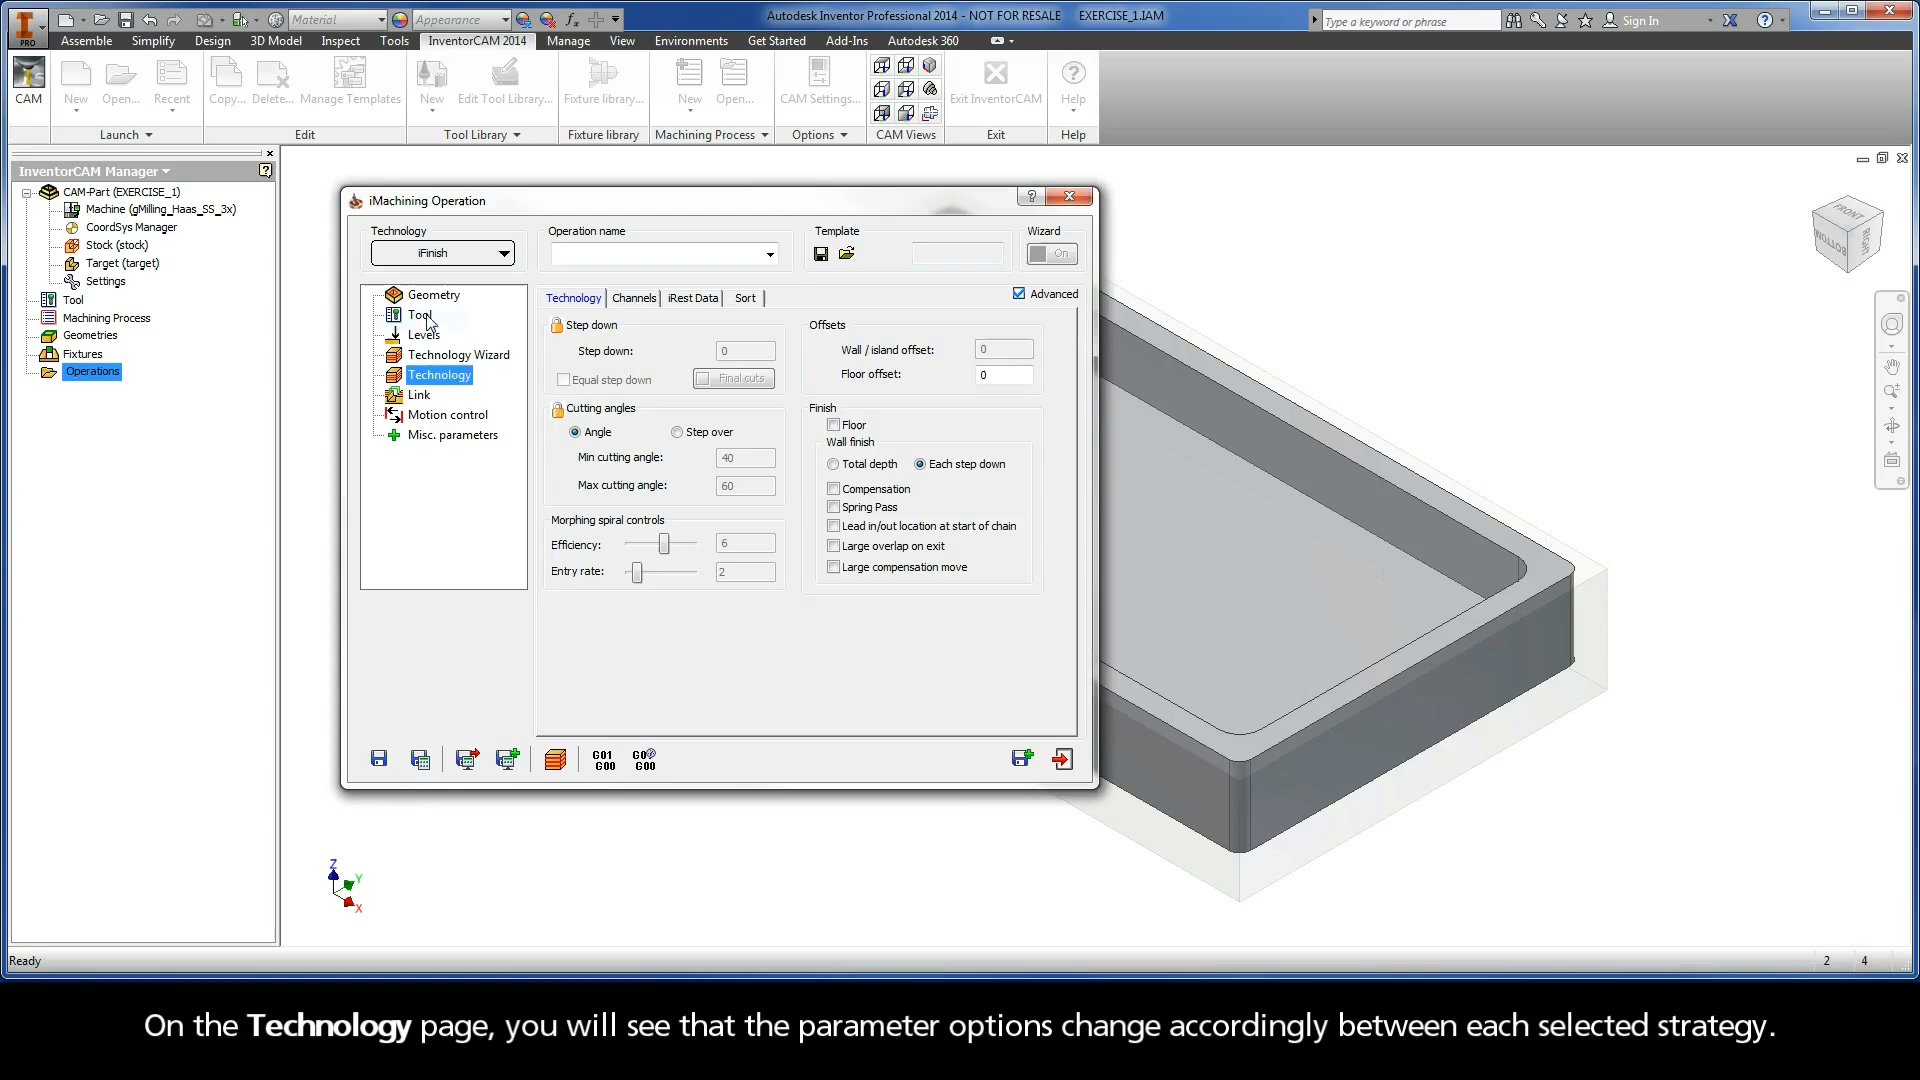 Material
Appearance
Autodesk Inventor Professional 2014 - NOT FOR RESALE EXERCISE_1.IAM
Type a keyword or phrase
Sign In
PRO
Assemble Simplify Design 3D Model Inspect Tools InventorCAM 2014 Manage View Environments Get Started Add-Ins Autodesk 360
CAM New Open... Recent Copy... Delete... Manage Templates New Edit Tool Library... Fixture library... New Open... CAM Settings... Exit InventorCAM Help
Launch Edit Tool Library Fixture library Machining Process Options CAM Views Exit Help
InventorCAM Manager
CAM-Part (EXERCISE_1)
Machine (gMilling_Haas_SS_3x)
CoordSys Manager
Stock (stock)
Target (target)
Settings
Tool
Machining Process
Geometries
Fixtures
Operations
iMachining Operation
Technology
iFinish
Operation name
Template
Wizard
On
Geometry
Tool
Levels
Technology Wizard
Technology
Link
Motion control
Misc. parameters
Technology Channels iRest Data Sort
Advanced
Step down
Step down: 0
Equal step down Final cuts
Cutting angles
Angle Step over
Min cutting angle: 40
Max cutting angle: 60
Morphing spiral controls
Efficiency: 6
Entry rate: 2
Offsets
Wall / island offset: 0
Floor offset: 0
Finish
Floor
Wall finish
Total depth Each step down
Compensation
Spring Pass
Lead in/out location at start of chain
Large overlap on exit
Large compensation move
G01
G00
G00
FRONT
RIGHT
BOTTOM
Z
Y
X
Ready
2 4
On the Technology page, you will see that the parameter options change accordingly between each selected strategy.